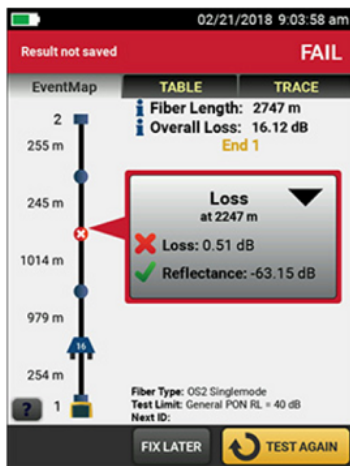 02/21/2018 9:03:58 am
Result not saved
FAIL
EventMap
TABLE
TRACE
i Fiber Length: 2747 m
i Overall Loss: 16.12 dB
End 1
2
255 m
245 m
1014 m
979 m
16
254 m
? 1
Loss
at 2247 m
Loss: 0.51 dB
Reflectance: -63.15 dB
Fiber Type: OS2 Singlemode
Test Limit: General PON RL = 40 dB
Next ID:
FIX LATER
TEST AGAIN